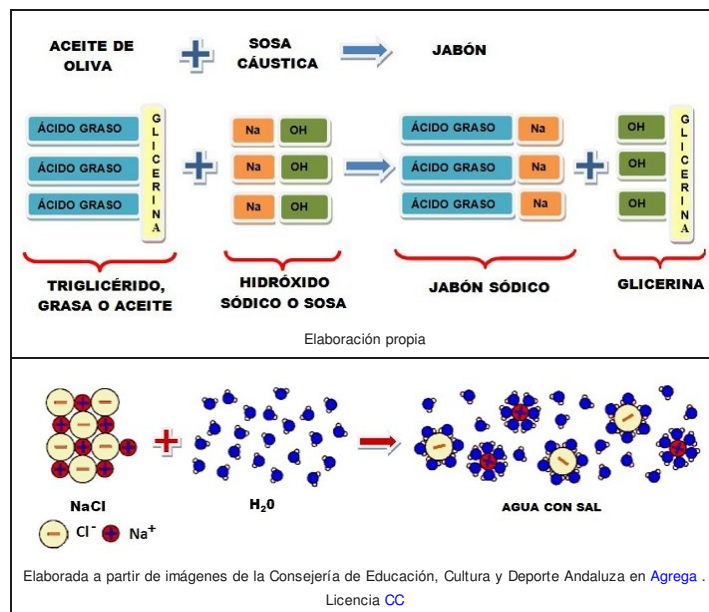 ACEITE DE OLIVA + SOSA CÁUSTICA JABÓN
ÁCIDO GRASO
ÁCIDO GRASO
ÁCIDO GRASO
GLICERINA
+
Na OH
Na OH
Na OH
ÁCIDO GRASO Na
ÁCIDO GRASO Na
ÁCIDO GRASO Na
+
OH
OH
OH
GLICERINA
TRIGLICÉRIDO,
GRASA O ACEITE
HIDRÓXIDO
SÓDICO O SOSA
JABÓN SÓDICO
GLICERINA
Elaboración propia
NaCl
+
H₂0
AGUA CON SAL
Cl⁻ Na⁺
Elaborada a partir de imágenes de la Consejería de Educación, Cultura y Deporte Andaluza en Agrega .
Licencia CC